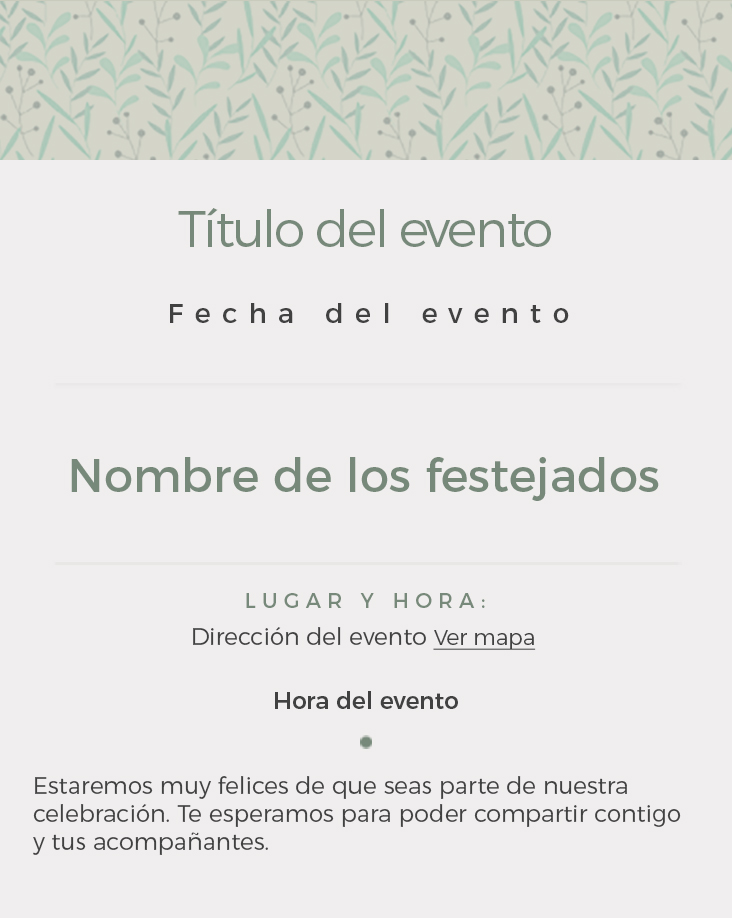 Título del evento
Fecha del evento
Nombre de los festejados
LUGAR Y HORA:
Dirección del evento Ver mapa
Hora del evento
Estaremos muy felices de que seas parte de nuestra
celebración. Te esperamos para poder compartir contigo
y tus acompañantes.